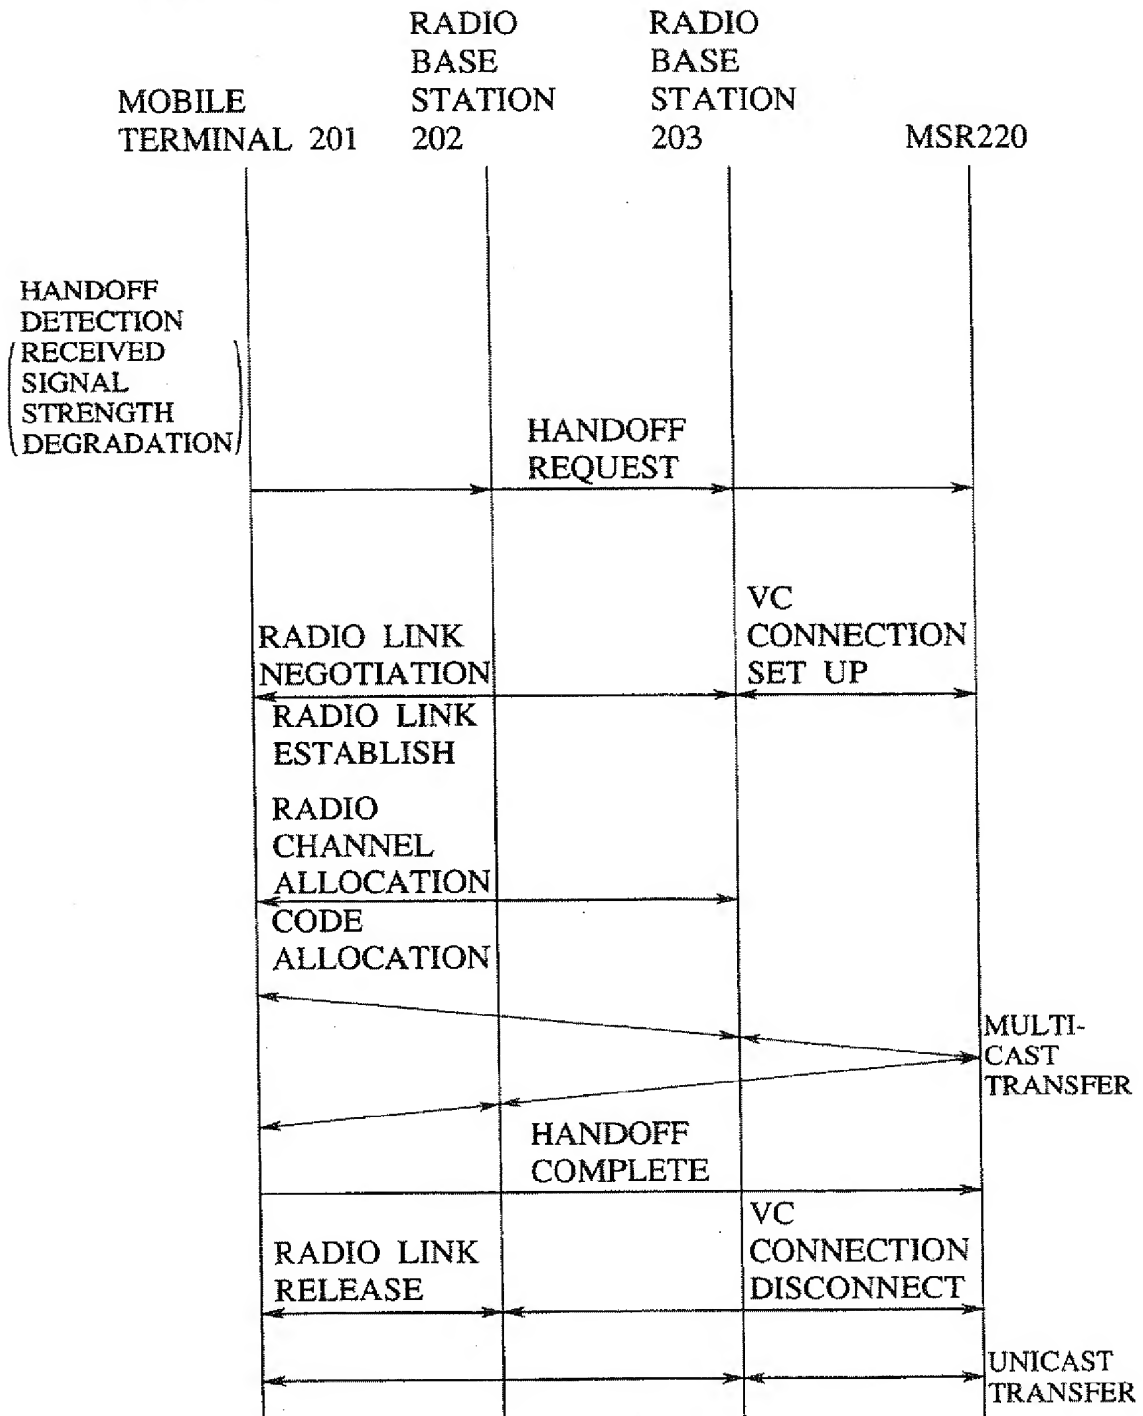 RADIO
BASE
STATION
202
RADIO
BASE
STATION
203
MOBILE
TERMINAL 201
MSR220
HANDOFF
DETECTION
(RECEIVED
SIGNAL
STRENGTH
DEGRADATION)
HANDOFF
REQUEST
VC
CONNECTION
SET UP
RADIO LINK
NEGOTIATION
RADIO LINK
ESTABLISH
RADIO
CHANNEL
ALLOCATION
CODE
ALLOCATION
MULTI-
CAST
TRANSFER
HANDOFF
COMPLETE
VC
CONNECTION
DISCONNECT
RADIO LINK
RELEASE
UNICAST
TRANSFER